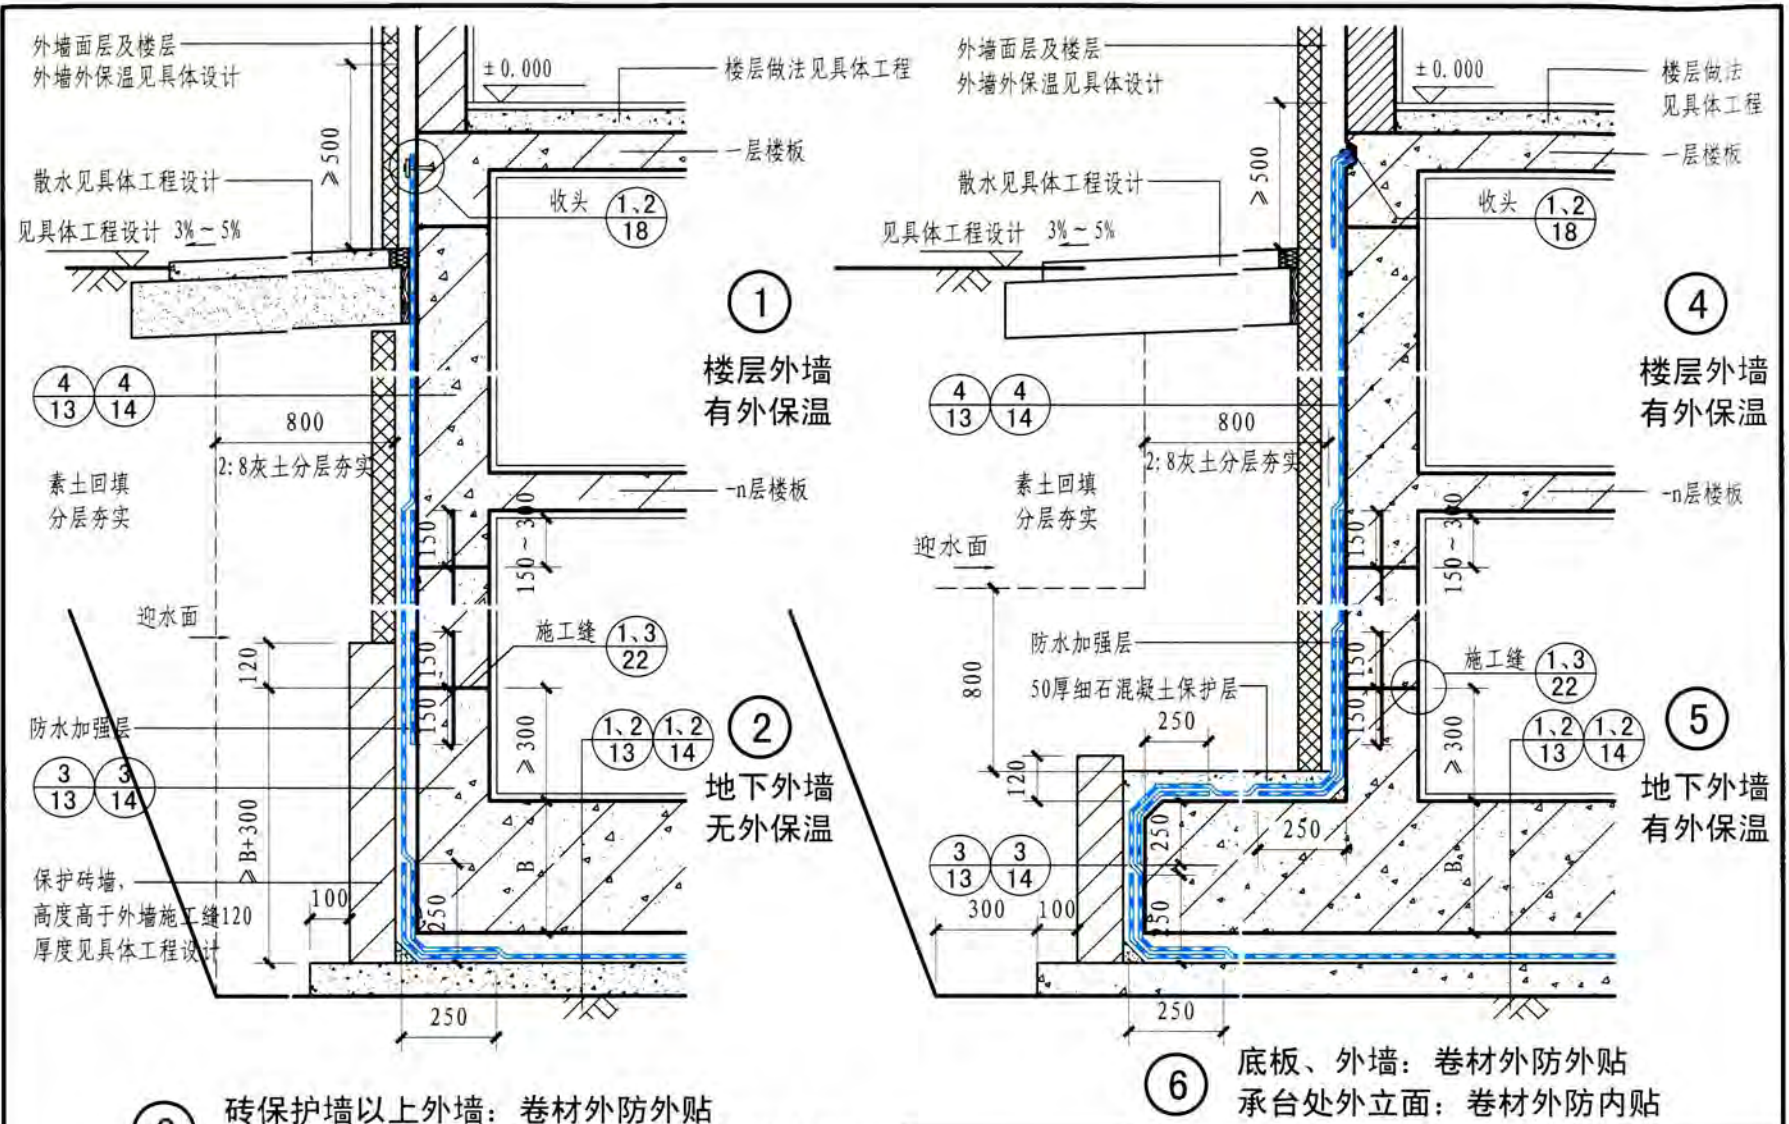 外墙面层及楼层
外墙外保温见具体设计
±0.000
楼层做法见具体工程
≥500
一层楼板
散水见具体工程设计
收头
1、2
18
见具体工程设计 3%~5%
1
楼层外墙
有外保温
4
13
4
14
800
2:8灰土分层夯实
素土回填
分层夯实
-n层楼板
150
150~300
迎水面
120
施工缝
1、3
22
150
150
防水加强层
≥300
1、2
13
1、2
14
2
地下外墙
无外保温
3
13
3
14
≥B+300
B
保护砖墙,
高度高于外墙施工缝120
厚度见具体工程设计
100
250
250
砖保护墙以上外墙：卷材外防外贴
外墙面层及楼层
外墙外保温见具体设计
±0.000
楼层做法
见具体工程
≥500
一层楼板
散水见具体工程设计
收头
1、2
18
见具体工程设计 3%~5%
4
楼层外墙
有外保温
4
13
4
14
800
2:8灰土分层夯实
素土回填
分层夯实
-n层楼板
150
150~300
迎水面
800
防水加强层
50厚细石混凝土保护层
施工缝
1、3
22
150
150
250
≥300
1、2
13
1、2
14
5
地下外墙
有外保温
120
250
250
B
3
13
3
14
300
100
250
250
6
底板、外墙：卷材外防外贴
承台处外立面：卷材外防内贴